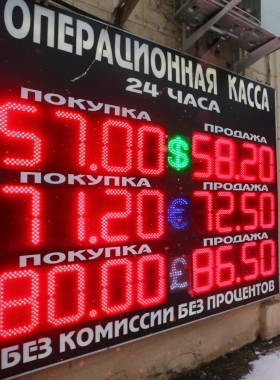 ОПЕРАЦИОННАЯ КАССА
24 ЧАСА
ПОКУПКА ПРОДАЖА
57.00 $ 58.20
ПОКУПКА ПРОДАЖА
71.20 € 72.50
ПОКУПКА ПРОДАЖА
80.00 £ 86.50
БЕЗ КОМИССИИ БЕЗ ПРОЦЕНТОВ